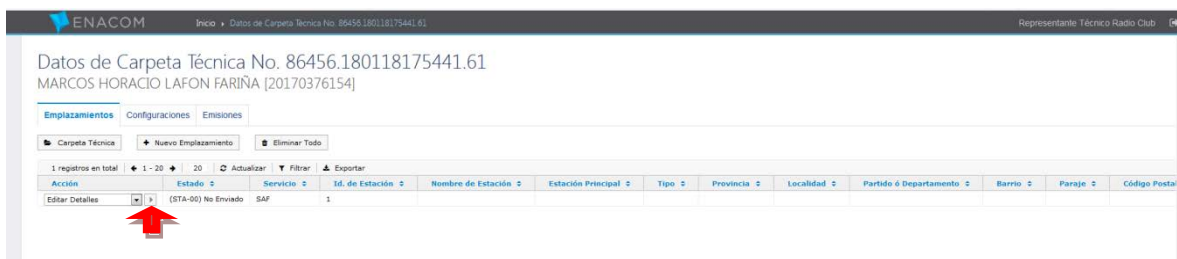 ENACOM Inicio Datos de Carpeta Técnica No. 86456.180118175441.61 Representante Técnico Radio Club
Datos de Carpeta Técnica No. 86456.180118175441.61
MARCOS HORACIO LAFON FARIÑA [20170376154]
Emplazamientos Configuraciones Emisiones
Carpeta Técnica Nuevo Emplazamiento Eliminar Todo
1 registros en total 1 - 20 20 Actualizar Filtrar Exportar
Acción Estado Servicio Id. de Estación Nombre de Estación Estación Principal Tipo Provincia Localidad Partido ó Departamento Barrio Paraje Código Postal
Editar Detalles (STA-00) No Enviado SAF 1